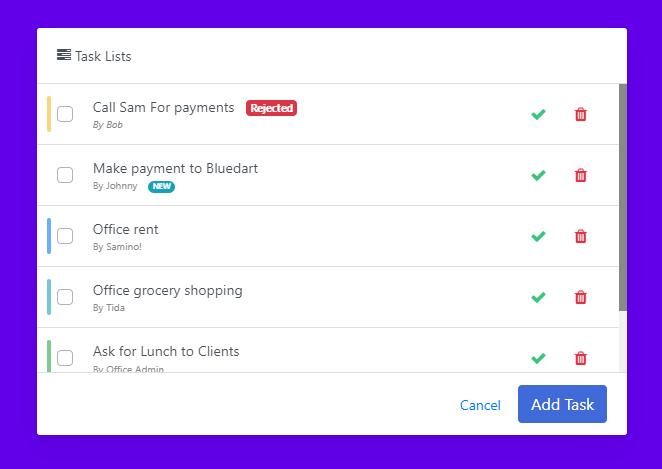 Task Lists
Call Sam For payments Rejected
By Bob
Make payment to Bluedart
By Johnny NEW
Office rent
By Samino!
Office grocery shopping
By Tida
Ask for Lunch to Clients
By Office Admin
Cancel Add Task